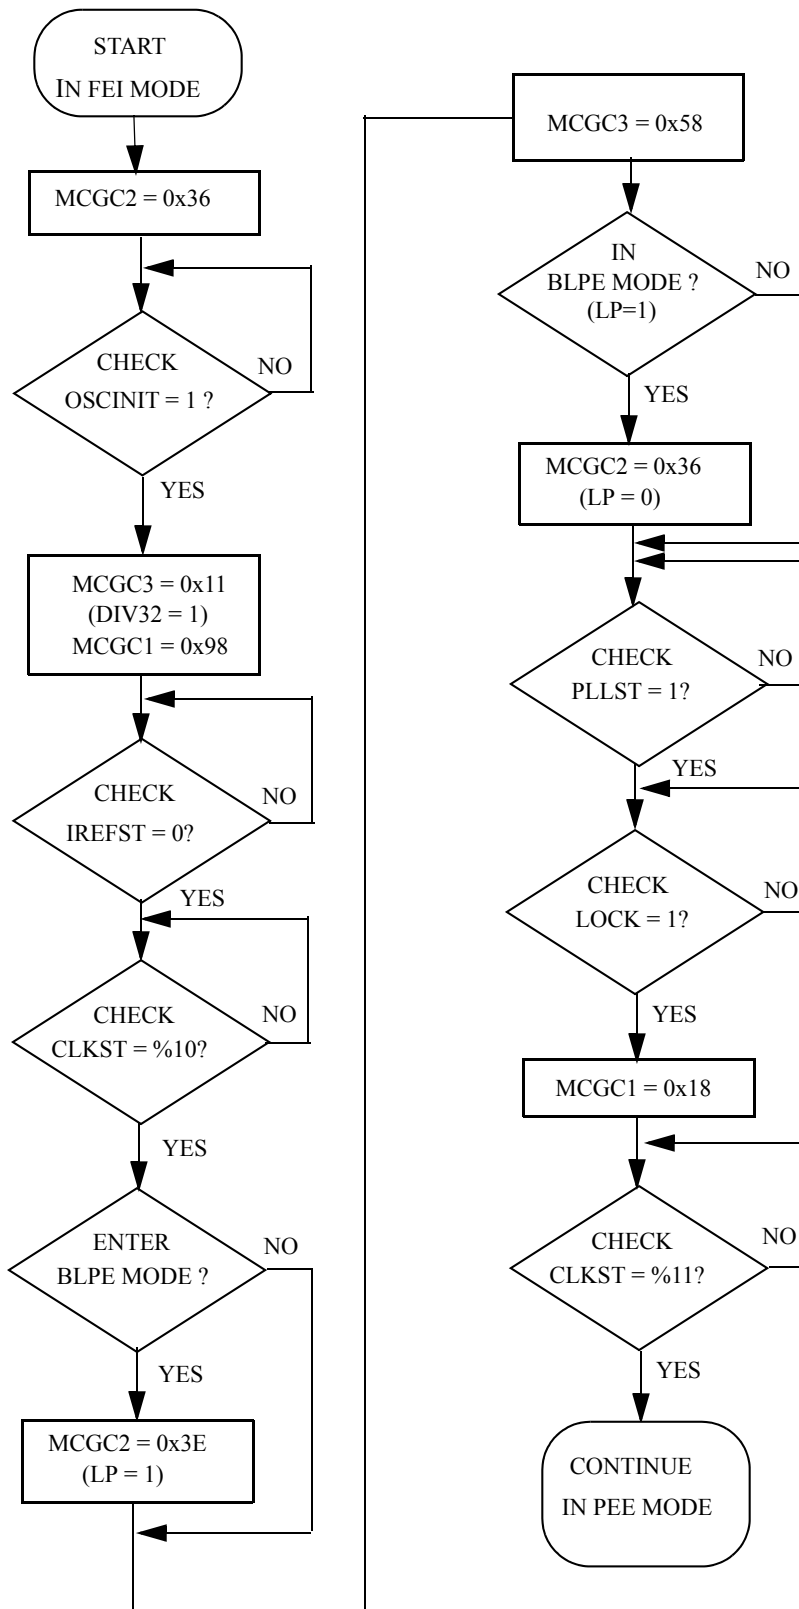 START
IN FEI MODE
MCGC2 = 0x36
CHECK
OSCINIT = 1 ?
NO
YES
MCGC3 = 0x11
(DIV32 = 1)
MCGC1 = 0x98
CHECK
IREFST = 0?
NO
YES
CHECK
CLKST = %10?
NO
YES
ENTER
BLPE MODE ?
NO
YES
MCGC2 = 0x3E
(LP = 1)
MCGC3 = 0x58
IN
BLPE MODE ?
(LP=1)
NO
YES
MCGC2 = 0x36
(LP = 0)
CHECK
PLLST = 1?
NO
YES
CHECK
LOCK = 1?
NO
YES
MCGC1 = 0x18
CHECK
CLKST = %11?
NO
YES
CONTINUE
IN PEE MODE